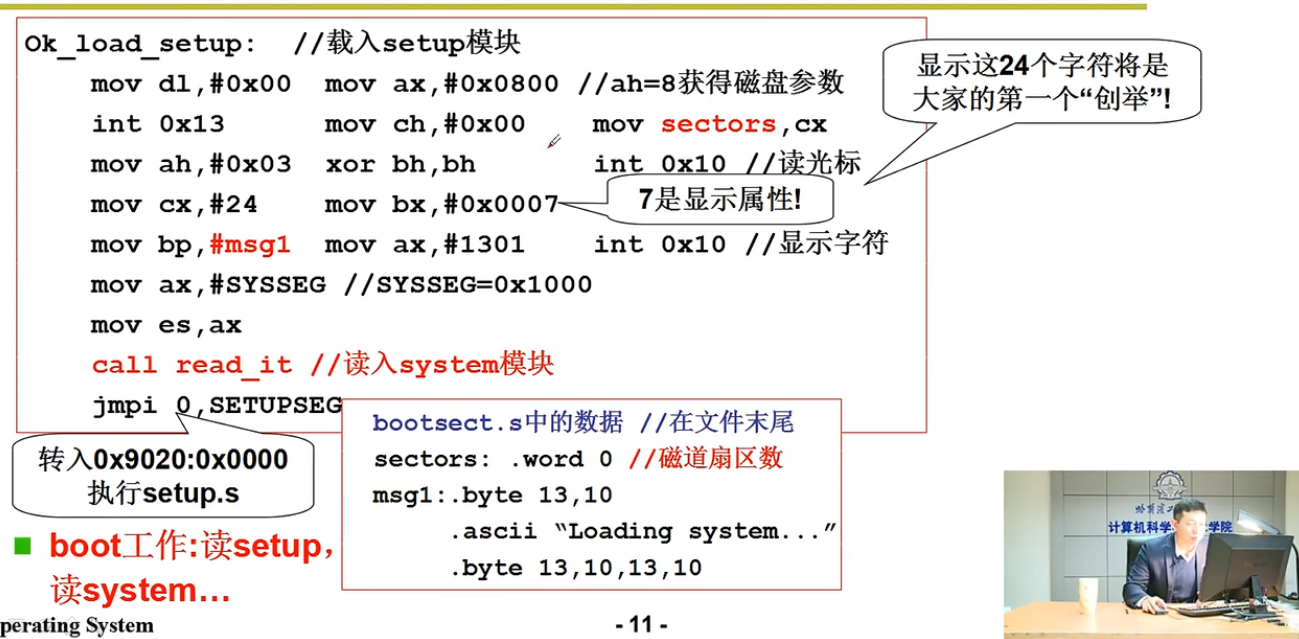 Ok_load_setup: //载入setup模块
mov dl,#0x00 mov ax,#0x0800 //ah=8获得磁盘参数
int 0x13 mov ch,#0x00 mov sectors,cx
mov ah,#0x03 xor bh,bh int 0x10 //读光标
mov cx,#24 mov bx,#0x0007
mov bp,#msg1 mov ax,#1301 int 0x10 //显示字符
mov ax,#SYSSEG //SYSSEG=0x1000
mov es,ax
call read_it //读入system模块
jmpi 0,SETUPSEG
显示这24个字符将是
大家的第一个“创举”!
7是显示属性!
转入0x9020:0x0000
执行setup.s
bootsect.s中的数据 //在文件末尾
sectors: .word 0 //磁道扇区数
msg1:.byte 13,10
.ascii “Loading system...”
.byte 13,10,13,10
boot工作:读setup,
读system...
perating System
- 11 -
计算机科学
学院